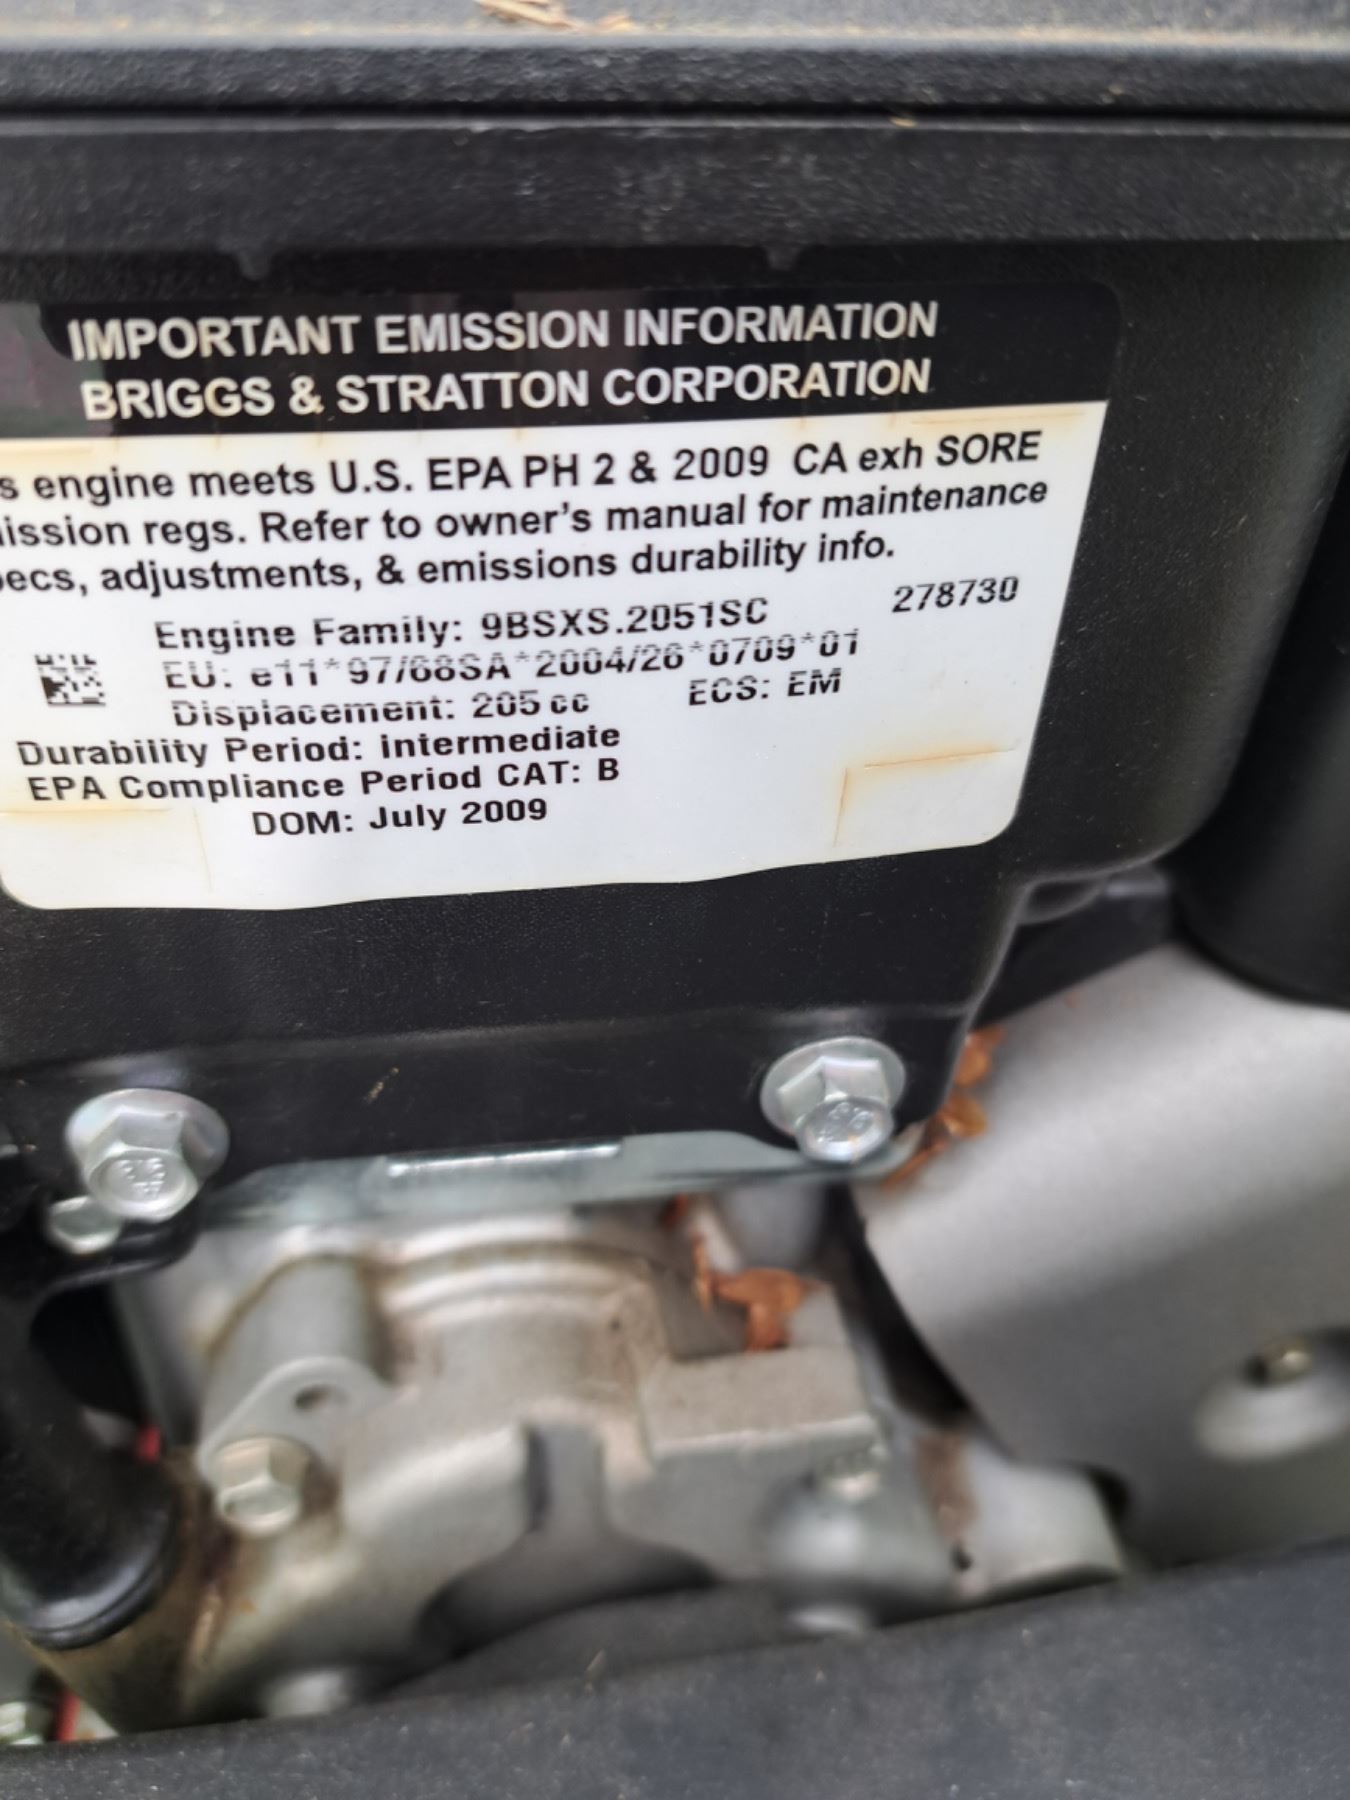 IMPORTANT EMISSION INFORMATION
BRIGGS & STRATTON CORPORATION
s engine meets U.S. EPA PH 2 & 2009 CA exh SORE
ission regs. Refer to owner's manual for maintenance
ecs, adjustments, & emissions durability info.
Engine Family: 9BSXS.2051SC 278730
EU: e11*97/68SA*2004/26*0709*01
Displacement: 205 cc ECS: EM
Durability Period: Intermediate
EPA Compliance Period CAT: B
DOM: July 2009